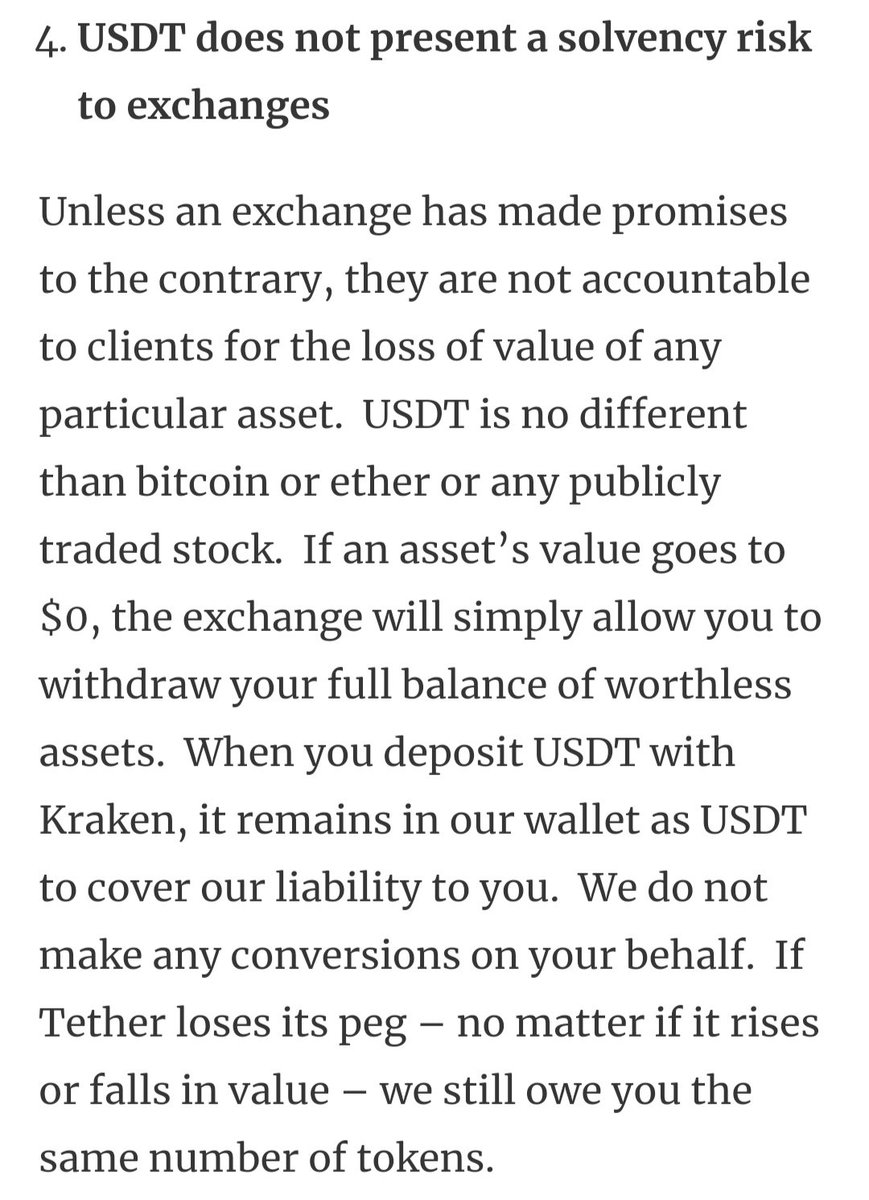 4. USDT does not present a solvency risk
to exchanges
Unless an exchange has made promises
to the contrary, they are not accountable
to clients for the loss of value of any
particular asset.  USDT is no different
than bitcoin or ether or any publicly
traded stock.  If an asset’s value goes to
$0, the exchange will simply allow you to
withdraw your full balance of worthless
assets.  When you deposit USDT with
Kraken, it remains in our wallet as USDT
to cover our liability to you.  We do not
make any conversions on your behalf.  If
Tether loses its peg – no matter if it rises
or falls in value – we still owe you the
same number of tokens.